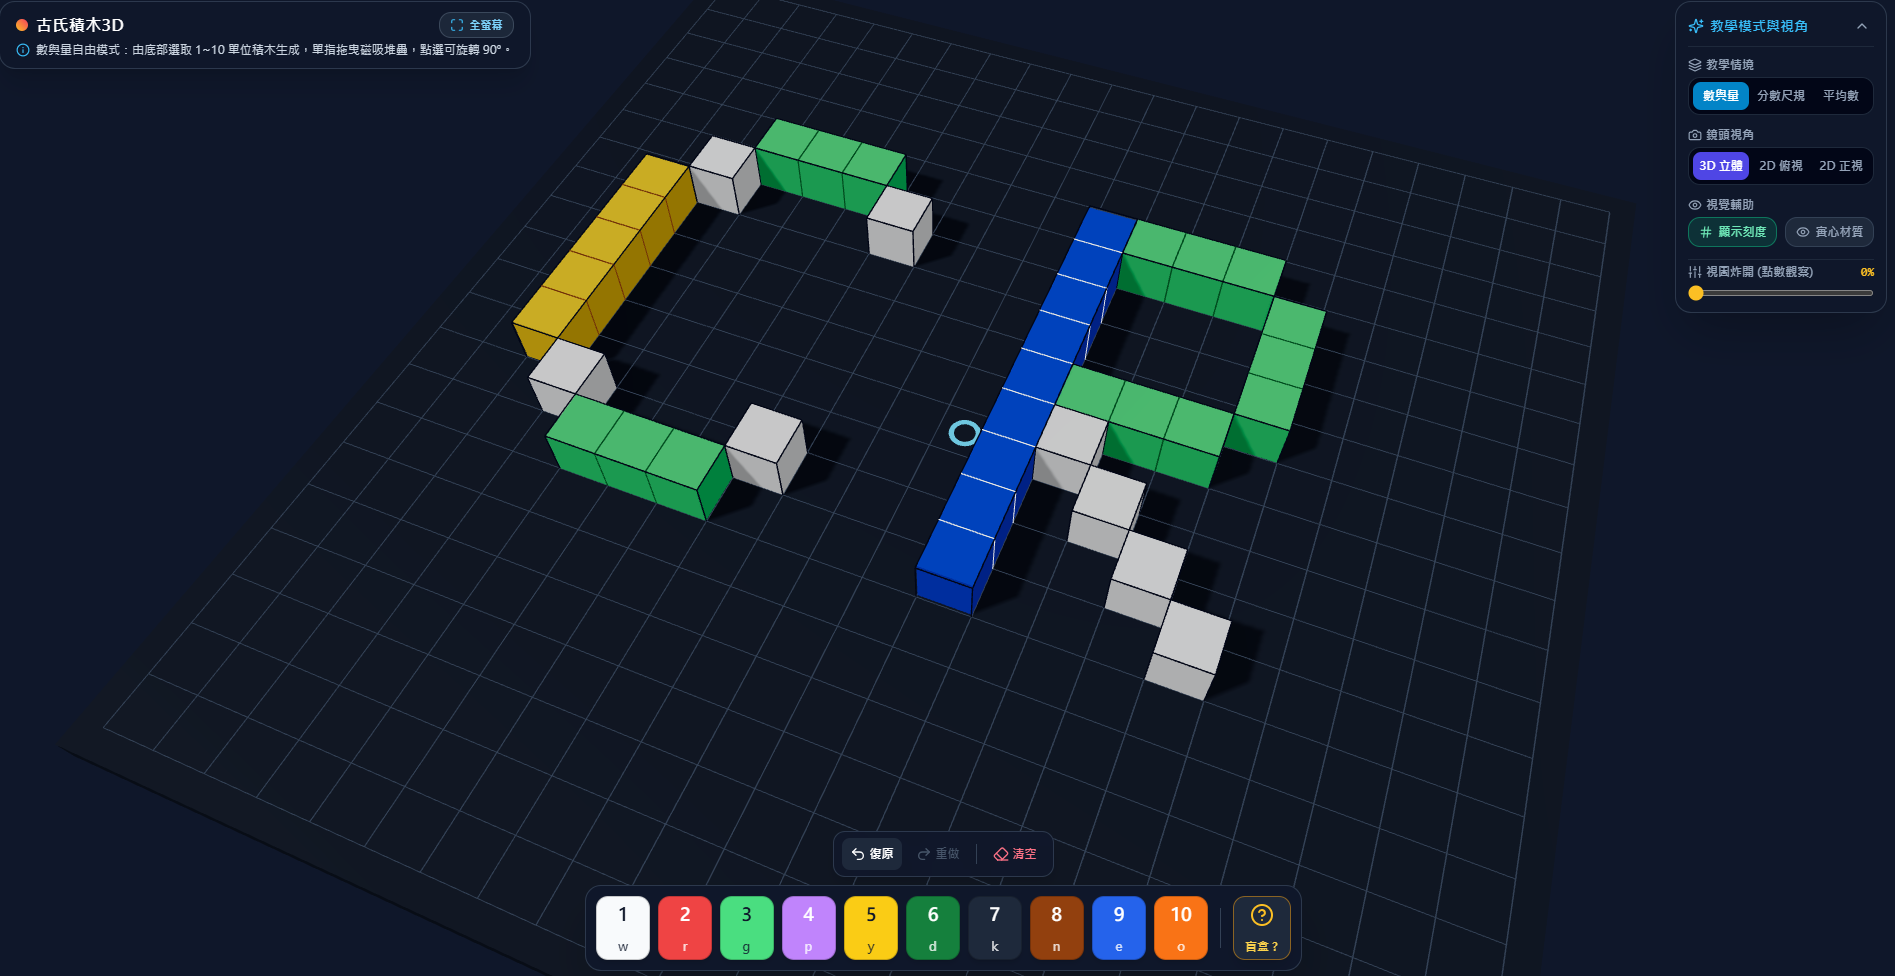 古氏積木3D
全螢幕
數與量自由模式：由底部選取 1~10 單位積木生成，單指拖曳磁吸堆疊，點選可旋轉 90°。
教學模式與視角
教學情境
數與量 分數尺規 平均數
鏡頭視角
3D 立體 2D 俯視 2D 正視
視覺輔助
顯示刻度 實心材質
視圖炸開 (點數觀察) 0%
復原 重做 清空
1 2 3 4 5 6 7 8 9 10
w r g p y d k n e o 盲盒？